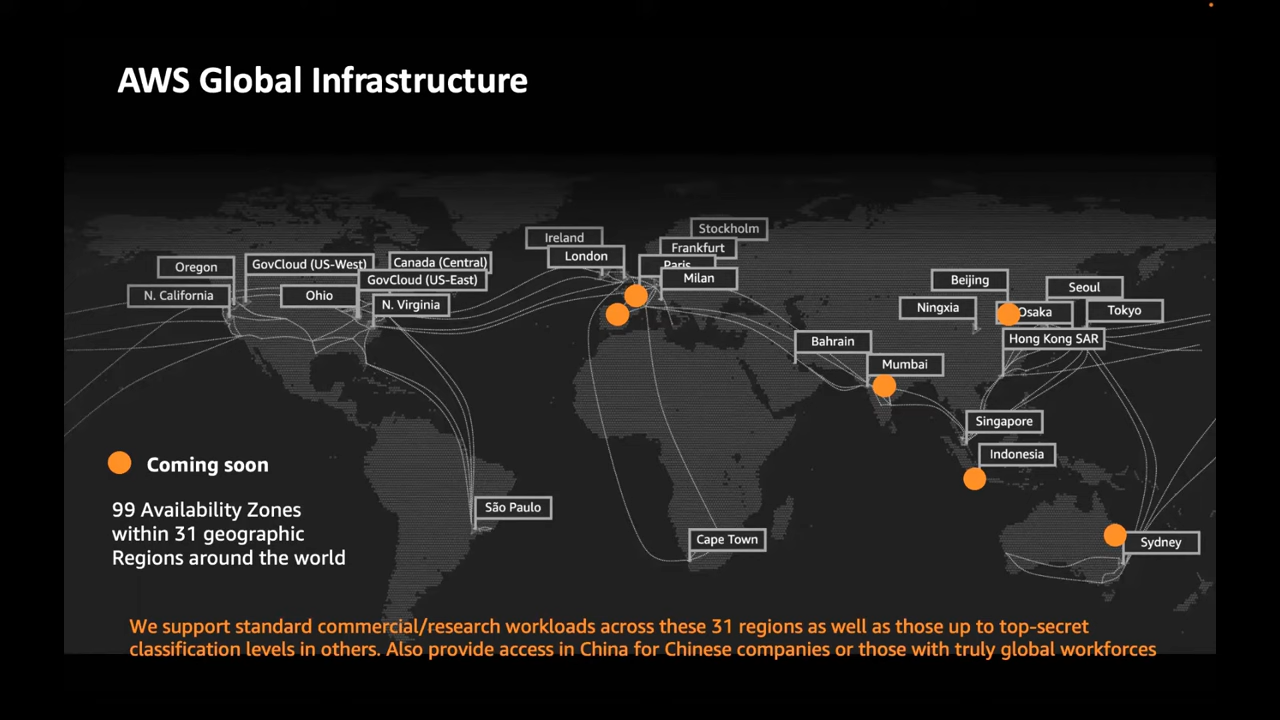 AWS Global Infrastructure
Stockholm
Ireland
Frankfurt
London
Paris
Milan
Canada (Central)
GovCloud (US-West)
Oregon
GovCloud (US-East)
N. California
Ohio
N. Virginia
Beijing
Seoul
Ningxia
Osaka
Tokyo
Hong Kong SAR
Bahrain
Mumbai
Singapore
Indonesia
Coming soon
99 Availability Zones
within 31 geographic
Regions around the world
São Paulo
Cape Town
Sydney
We support standard commercial/research workloads across these 31 regions as well as those up to top-secret
classification levels in others. Also provide access in China for Chinese companies or those with truly global workforces